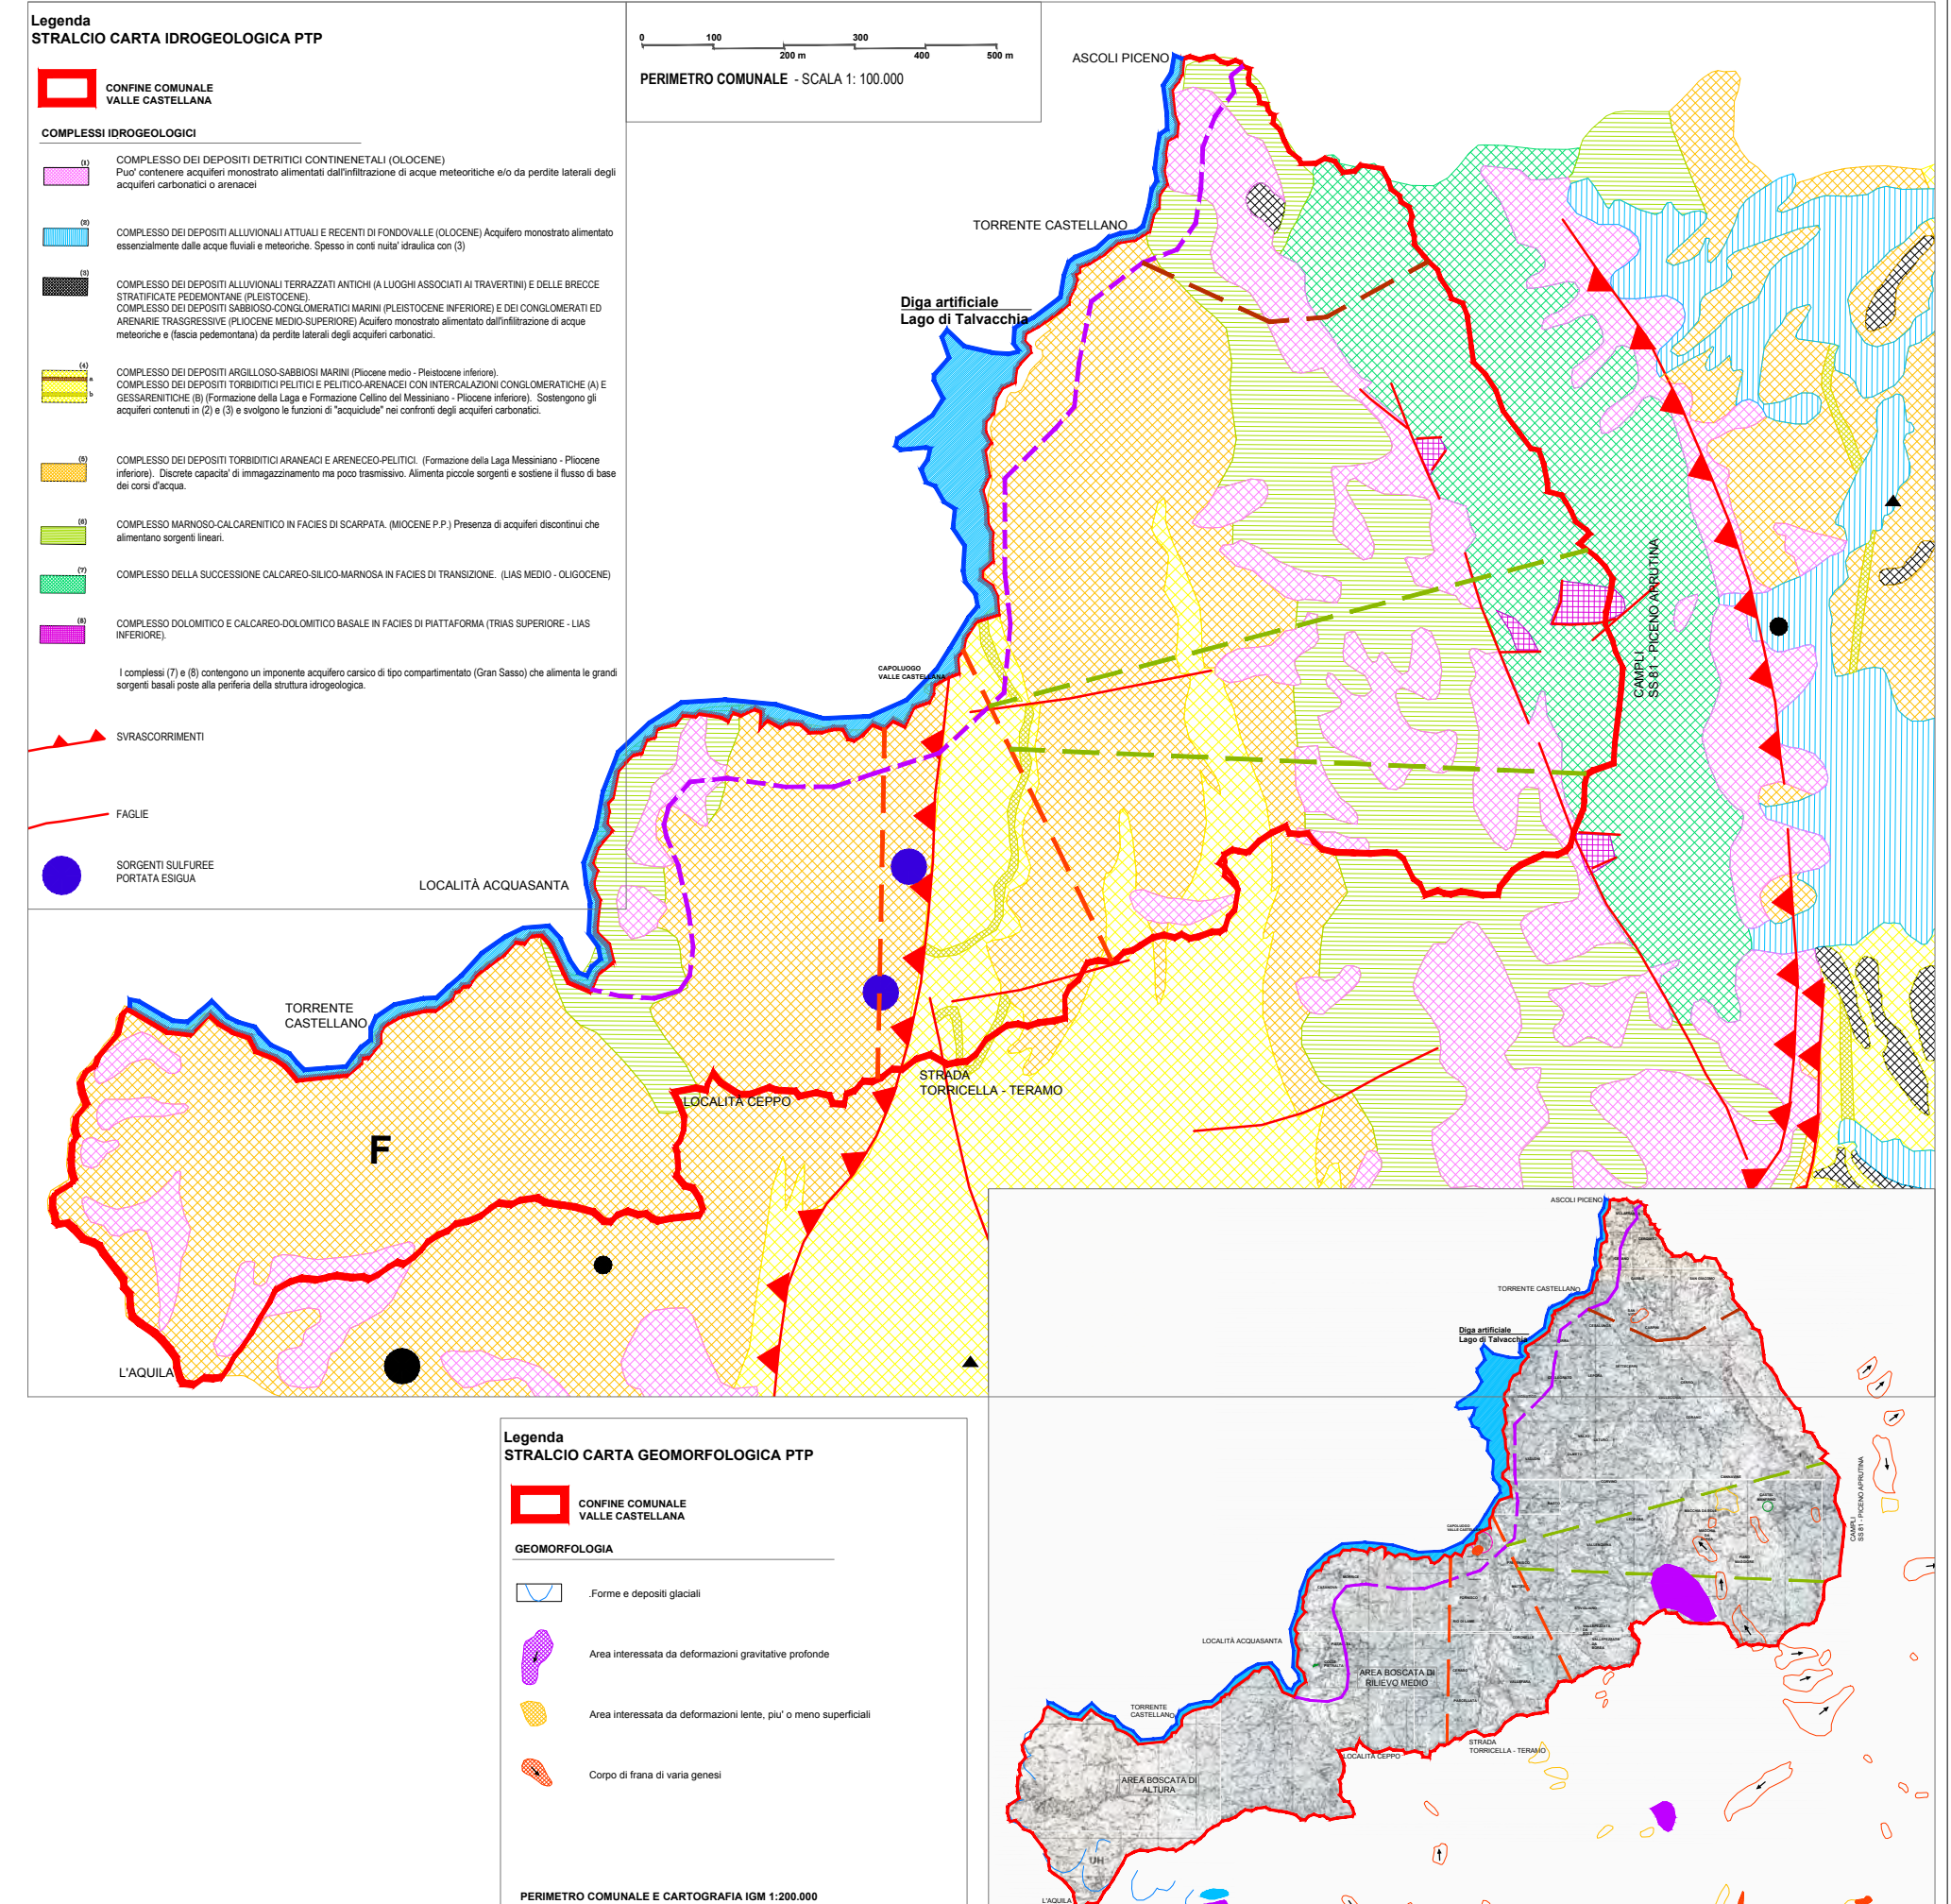 Legenda
STRALCIO CARTA IDROGEOLOGICA PTP
CONFINE COMUNALE
VALLE CASTELLANA
COMPLESSI IDROGEOLOGICI
(1)
COMPLESSO DEI DEPOSITI DETRITICI CONTINENETALI (OLOCENE)
Puo' contenere acquiferi monostrato alimentati dall'infiltrazione di acque meteoritiche e/o da perdite laterali degli
acquiferi carbonatici o arenacei
(2)
COMPLESSO DEI DEPOSITI ALLUVIONALI ATTUALI E RECENTI DI FONDOVALLE (OLOCENE) Acquifero monostrato alimentato
essenzialmente dalle acque fluviali e meteoriche. Spesso in conti nuita' idraulica con (3)
(3)
COMPLESSO DEI DEPOSITI ALLUVIONALI TERRAZZATI ANTICHI (A LUOGHI ASSOCIATI AI TRAVERTINI) E DELLE BRECCE
STRATIFICATE PEDEMONTANE (PLEISTOCENE).
COMPLESSO DEI DEPOSITI SABBIOSO-CONGLOMERATICI MARINI (PLEISTOCENE INFERIORE) E DEI CONGLOMERATI ED
ARENARIE TRASGRESSIVE (PLIOCENE MEDIO-SUPERIORE) Acuifero monostrato alimentato dall'infiilitrazione di acque
meteoriche e (fascia pedemontana) da perdite laterali degli acquiferi carbonatici.
(4)
a
b
COMPLESSO DEI DEPOSITI ARGILLOSO-SABBIOSI MARINI (Pliocene medio - Pleistocene inferiore).
COMPLESSO DEI DEPOSITI TORBIDITICI PELITICI E PELITICO-ARENACEI CON INTERCALAZIONI CONGLOMERATICHE (A) E
GESSARENITICHE (B) (Formazione della Laga e Formazione Cellino del Messiniano - Pliocene inferiore). Sostengono gli
acquiferi contenuti in (2) e (3) e svolgono le funzioni di "acquiclude" nei confronti degli acquiferi carbonatici.
(5)
COMPLESSO DEI DEPOSITI TORBIDITICI ARANEACI E ARENECEO-PELITICI. (Formazione della Laga Messiniano - Pliocene
inferiore). Discrete capacita' di immagazzinamento ma poco trasmissivo. Alimenta piccole sorgenti e sostiene il flusso di base
dei corsi d'acqua.
(6)
COMPLESSO MARNOSO-CALCARENITICO IN FACIES DI SCARPATA. (MIOCENE P.P.) Presenza di acquiferi discontinui che
alimentano sorgenti lineari.
(7)
COMPLESSO DELLA SUCCESSIONE CALCAREO-SILICO-MARNOSA IN FACIES DI TRANSIZIONE. (LIAS MEDIO - OLIGOCENE)
(8)
COMPLESSO DOLOMITICO E CALCAREO-DOLOMITICO BASALE IN FACIES DI PIATTAFORMA (TRIAS SUPERIORE - LIAS
INFERIORE).
I complessi (7) e (8) contengono un imponente acquifero carsico di tipo compartimentato (Gran Sasso) che alimenta le grandi
sorgenti basali poste alla periferia della struttura idrogeologica.
SVRASCORRIMENTI
FAGLIE
SORGENTI SULFUREE
PORTATA ESIGUA
0 100 300
200 m 400 500 m
PERIMETRO COMUNALE - SCALA 1: 100.000
ASCOLI PICENO
TORRENTE CASTELLANO
Diga artificiale
Lago di Talvacchia
CAPOLUOGO
VALLE CASTELLANA
CAMPLI
SS 81 - PICENO APRUTINA
LOCALITÀ ACQUASANTA
TORRENTE
CASTELLANO
STRADA
TORRICELLA - TERAMO
LOCALITÀ CEPPO
F
L'AQUILA
Legenda
STRALCIO CARTA GEOMORFOLOGICA PTP
CONFINE COMUNALE
VALLE CASTELLANA
GEOMORFOLOGIA
.Forme e depositi glaciali
Area interessata da deformazioni gravitative profonde
Area interessata da deformazioni lente, piu' o meno superficiali
Corpo di frana di varia genesi
PERIMETRO COMUNALE E CARTOGRAFIA IGM 1:200.000
ASCOLI PICENO
TORRENTE CASTELLANO
Diga artificiale
Lago di Talvacchia
CAPOLUOGO
VALLE CASTELLANA
CAMPLI
SS 81 - PICENO APRUTINA
LOCALITÀ ACQUASANTA
AREA BOSCATA DI
RILIEVO MEDIO
TORRENTE
CASTELLANO
STRADA
TORRICELLA - TERAMO
LOCALITÀ CEPPO
AREA BOSCATA DI
ALTURA
UH
L'AQUILA